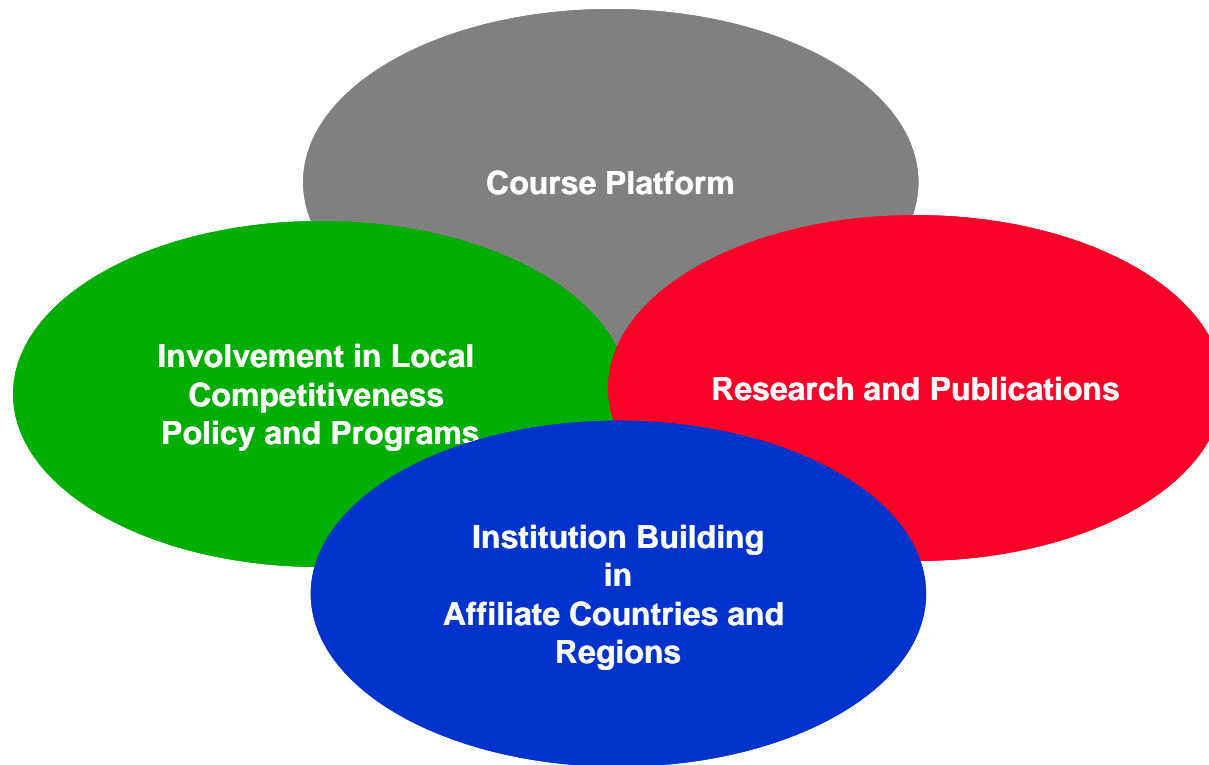 Course Platform
Involvement in Local
Competitiveness
Policy and Programs
Research and Publications
Institution Building
in
Affiliate Countries and
Regions